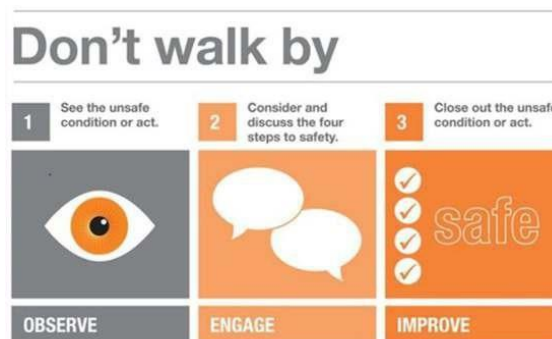 Don't walk by
1
See the unsafe
condition or act.
2
Consider and
discuss the four
steps to safety.
3
Close out the unsafe
condition or act.
safe
OBSERVE
ENGAGE
IMPROVE